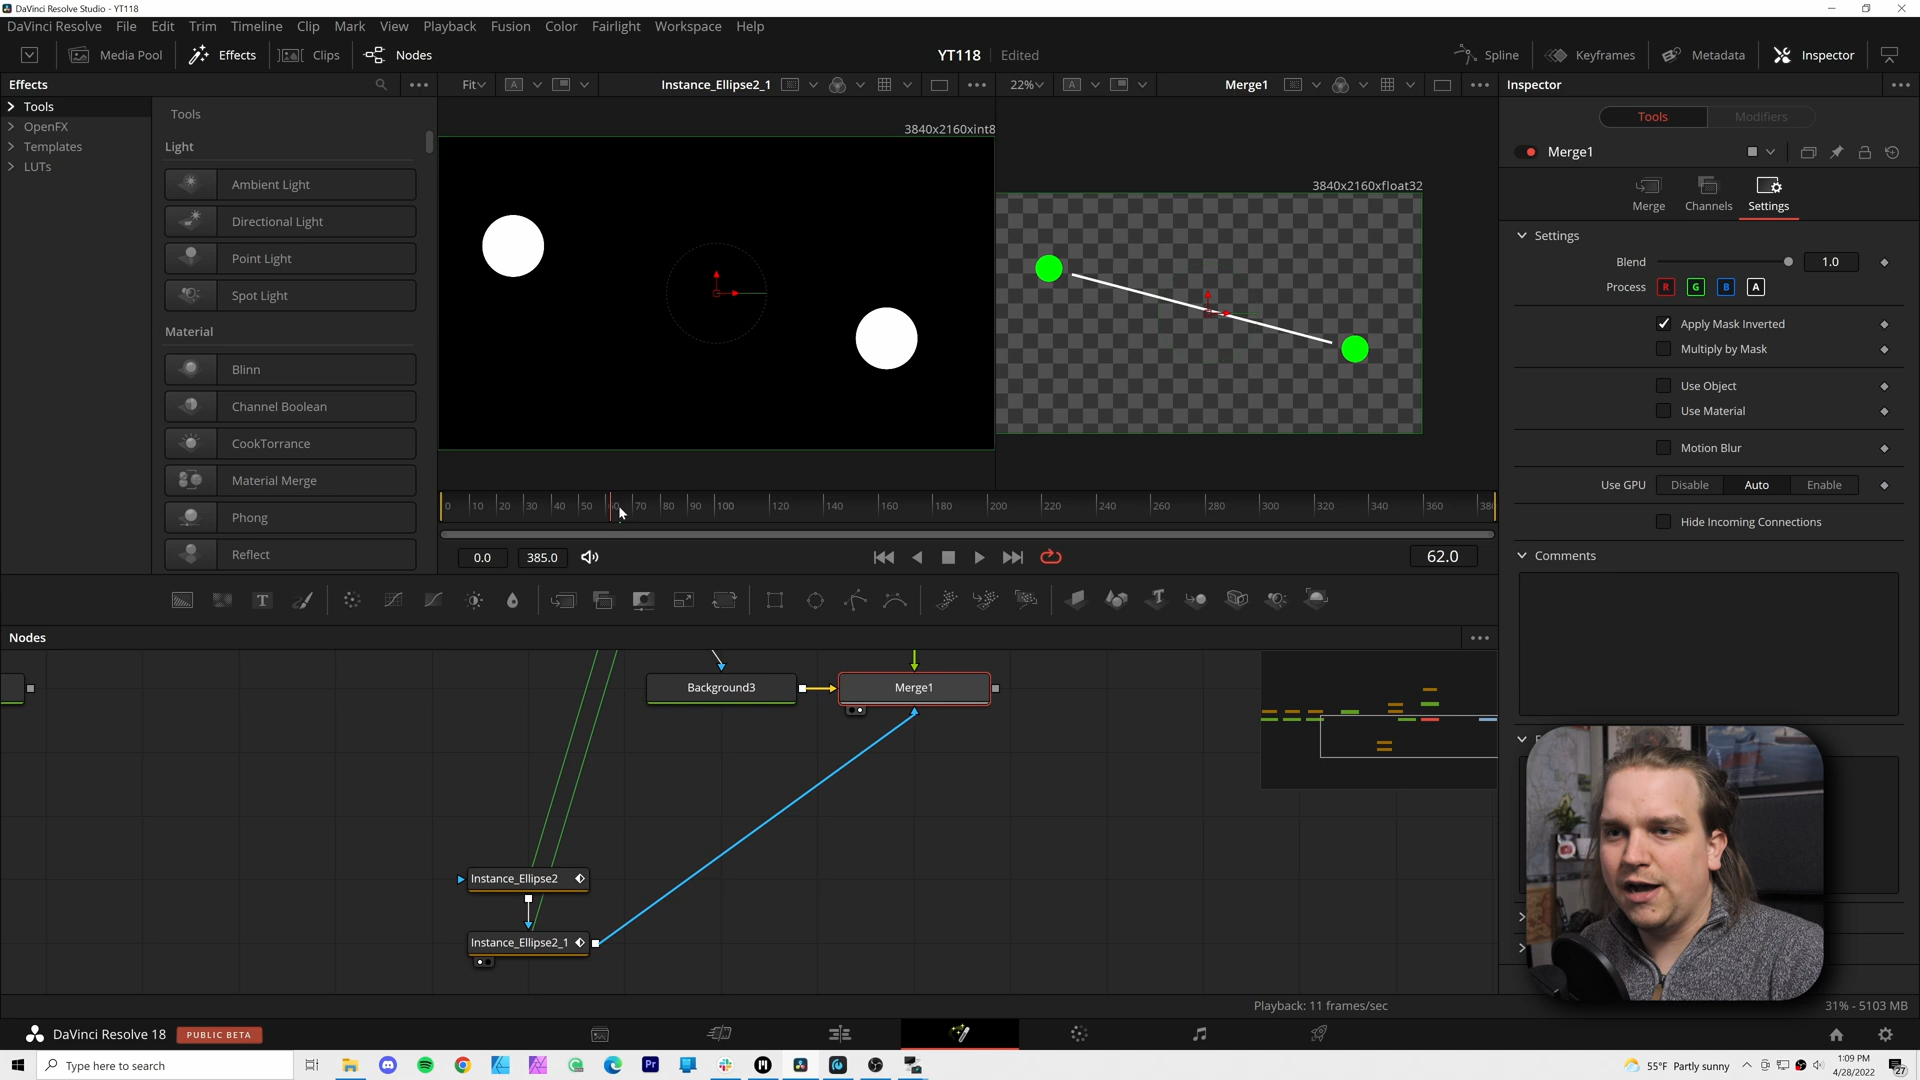 DaVinci Resolve Studio - YT118
DaVinci Resolve File Edit Trim Timeline Clip Mark View Playback Fusion Color Fairlight Workspace Help
Media Pool Effects Clips Nodes YT118 Edited Spline Keyframes Metadata Inspector
Effects Fit Instance_Ellipse2_1 22% Merge1 Inspector
Tools
OpenFX
Templates
LUTs
Tools
Light
Ambient Light
Directional Light
Point Light
Spot Light
Material
Blinn
Channel Boolean
CookTorrance
Material Merge
Phong
Reflect
3840x2160xint8
3840x2160xfloat32
0 10 20 30 40 50 60 70 80 90 100 120 140 160 180 200 220 240 260 280 300 320 340 360
0.0 385.0 62.0
Tools Modifiers
Merge1
Merge Channels Settings
Settings
Blend 1.0
Process R G B A
Apply Mask Inverted
Multiply by Mask
Use Object
Use Material
Motion Blur
Use GPU Disable Auto Enable
Hide Incoming Connections
Comments
Nodes
Background3 Merge1
Instance_Ellipse2
Instance_Ellipse2_1
Playback: 11 frames/sec 31% - 5103 MB
DaVinci Resolve 18 PUBLIC BETA
Type here to search
55°F Partly sunny
1:09 PM
4/28/2022
27